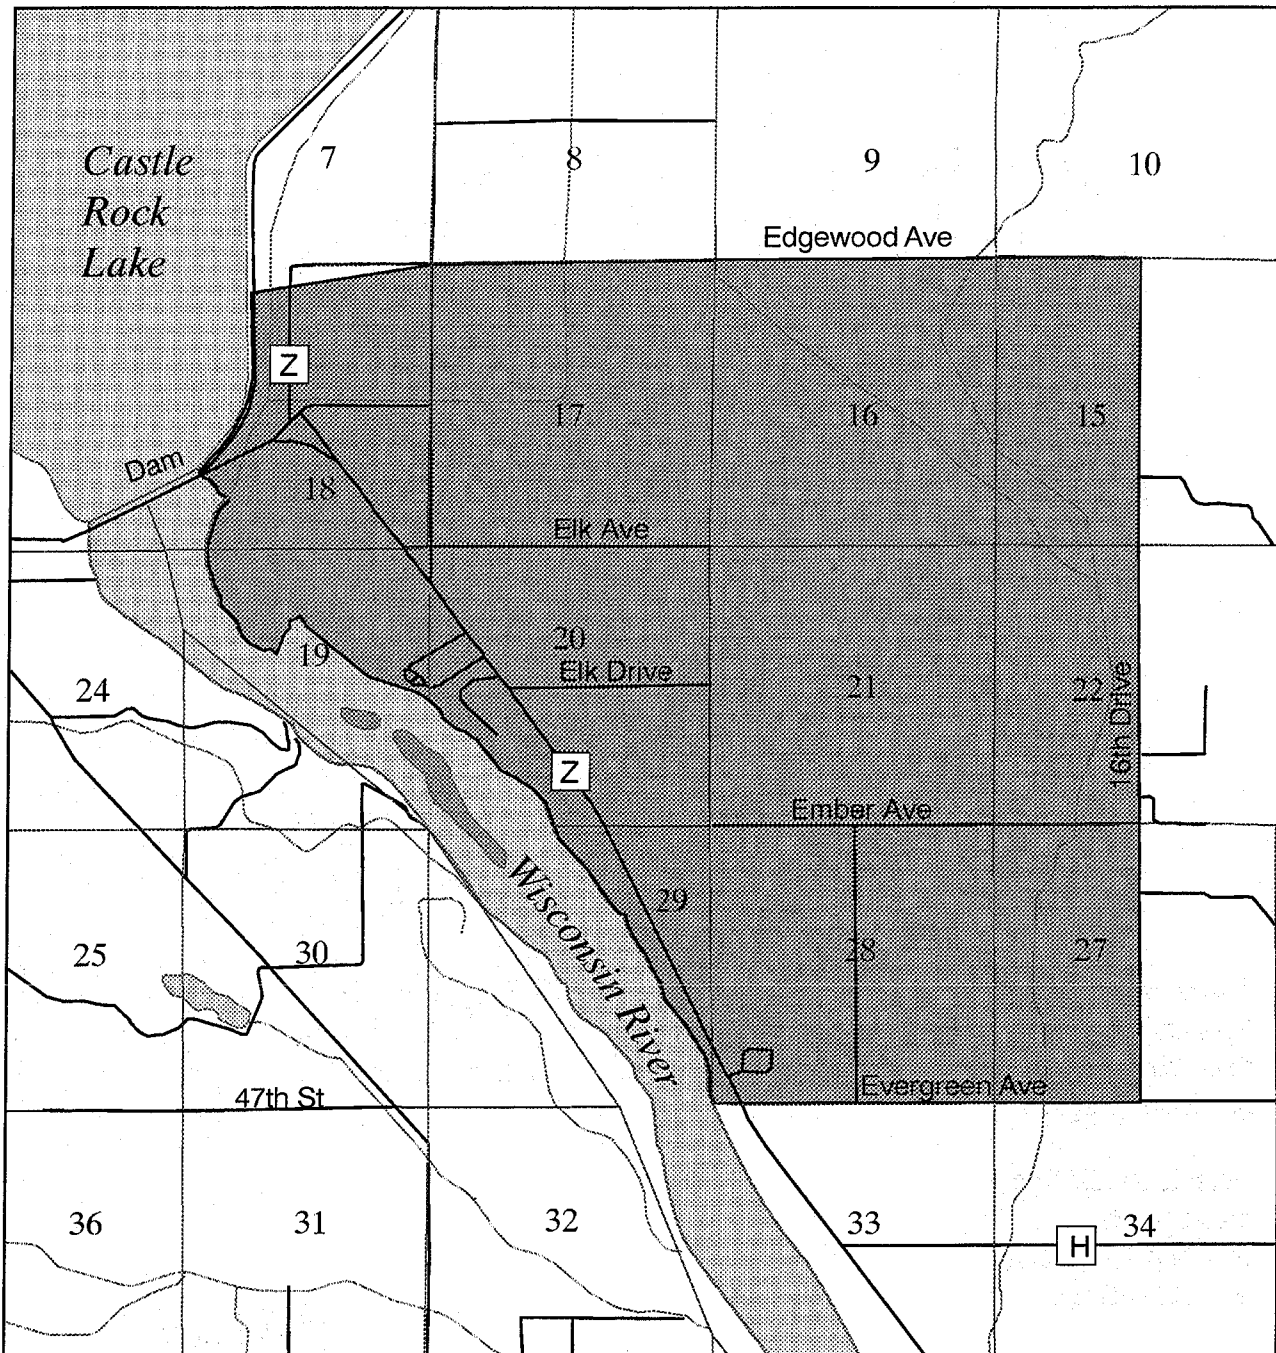 7
8
9
10
Castle
Rock
Lake
Edgewood Ave
Z
17
16
15
Dam
18
Elk Ave
20
19
Elk Drive
24
21
22
16th Drive
Z
Ember Ave
Wisconsin River
29
25
30
28
27
47th St
Evergreen Ave
36
31
32
33
34
H